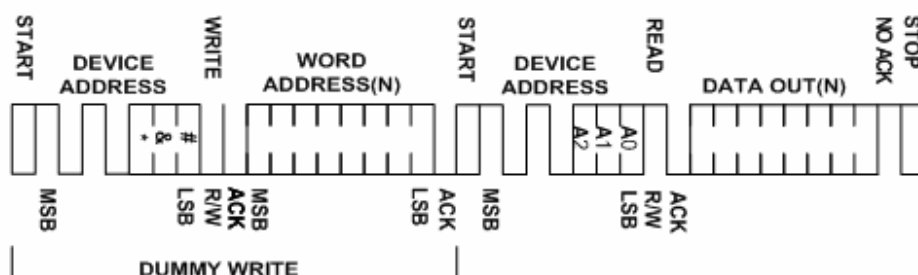 START
DEVICE
ADDRESS
WRITE
WORD
ADDRESS(N)
START
DEVICE
ADDRESS
READ
DATA OUT(N)
NO ACK
STOP
* & #
A2 A1 A0
MSB
LSB
R/W
ACK
MSB
LSB
ACK
MSB
LSB
R/W
ACK
DUMMY WRITE